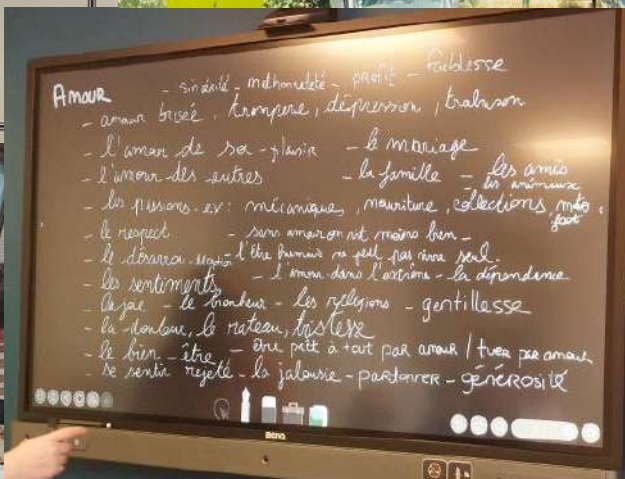 AMOUR - sincérité - malhonnêteté - profit - faiblesse
- amour brisée, tromperie, dépression, trahison
- l'amour de soi - plaisir - le mariage
- l'amour des autres - la famille - les amis
les animaux
- les passions. ex: mécaniques, nourriture, collections, moto
foot
- le respect - sans amour on vit moins bien -
- le désarroi - - l'être humain ne peut pas vivre seul.
- les sentiments, - l'amour dans l'extrême - la dépendance
- la joie - le bonheur - les religions - gentillesse
- la douleur, le rateau, tristesse
- le bien-être - être prêt à tout par amour / tuer par amour
- se sentir rejeté - la jalousie - pardonner - générosité
BenQ